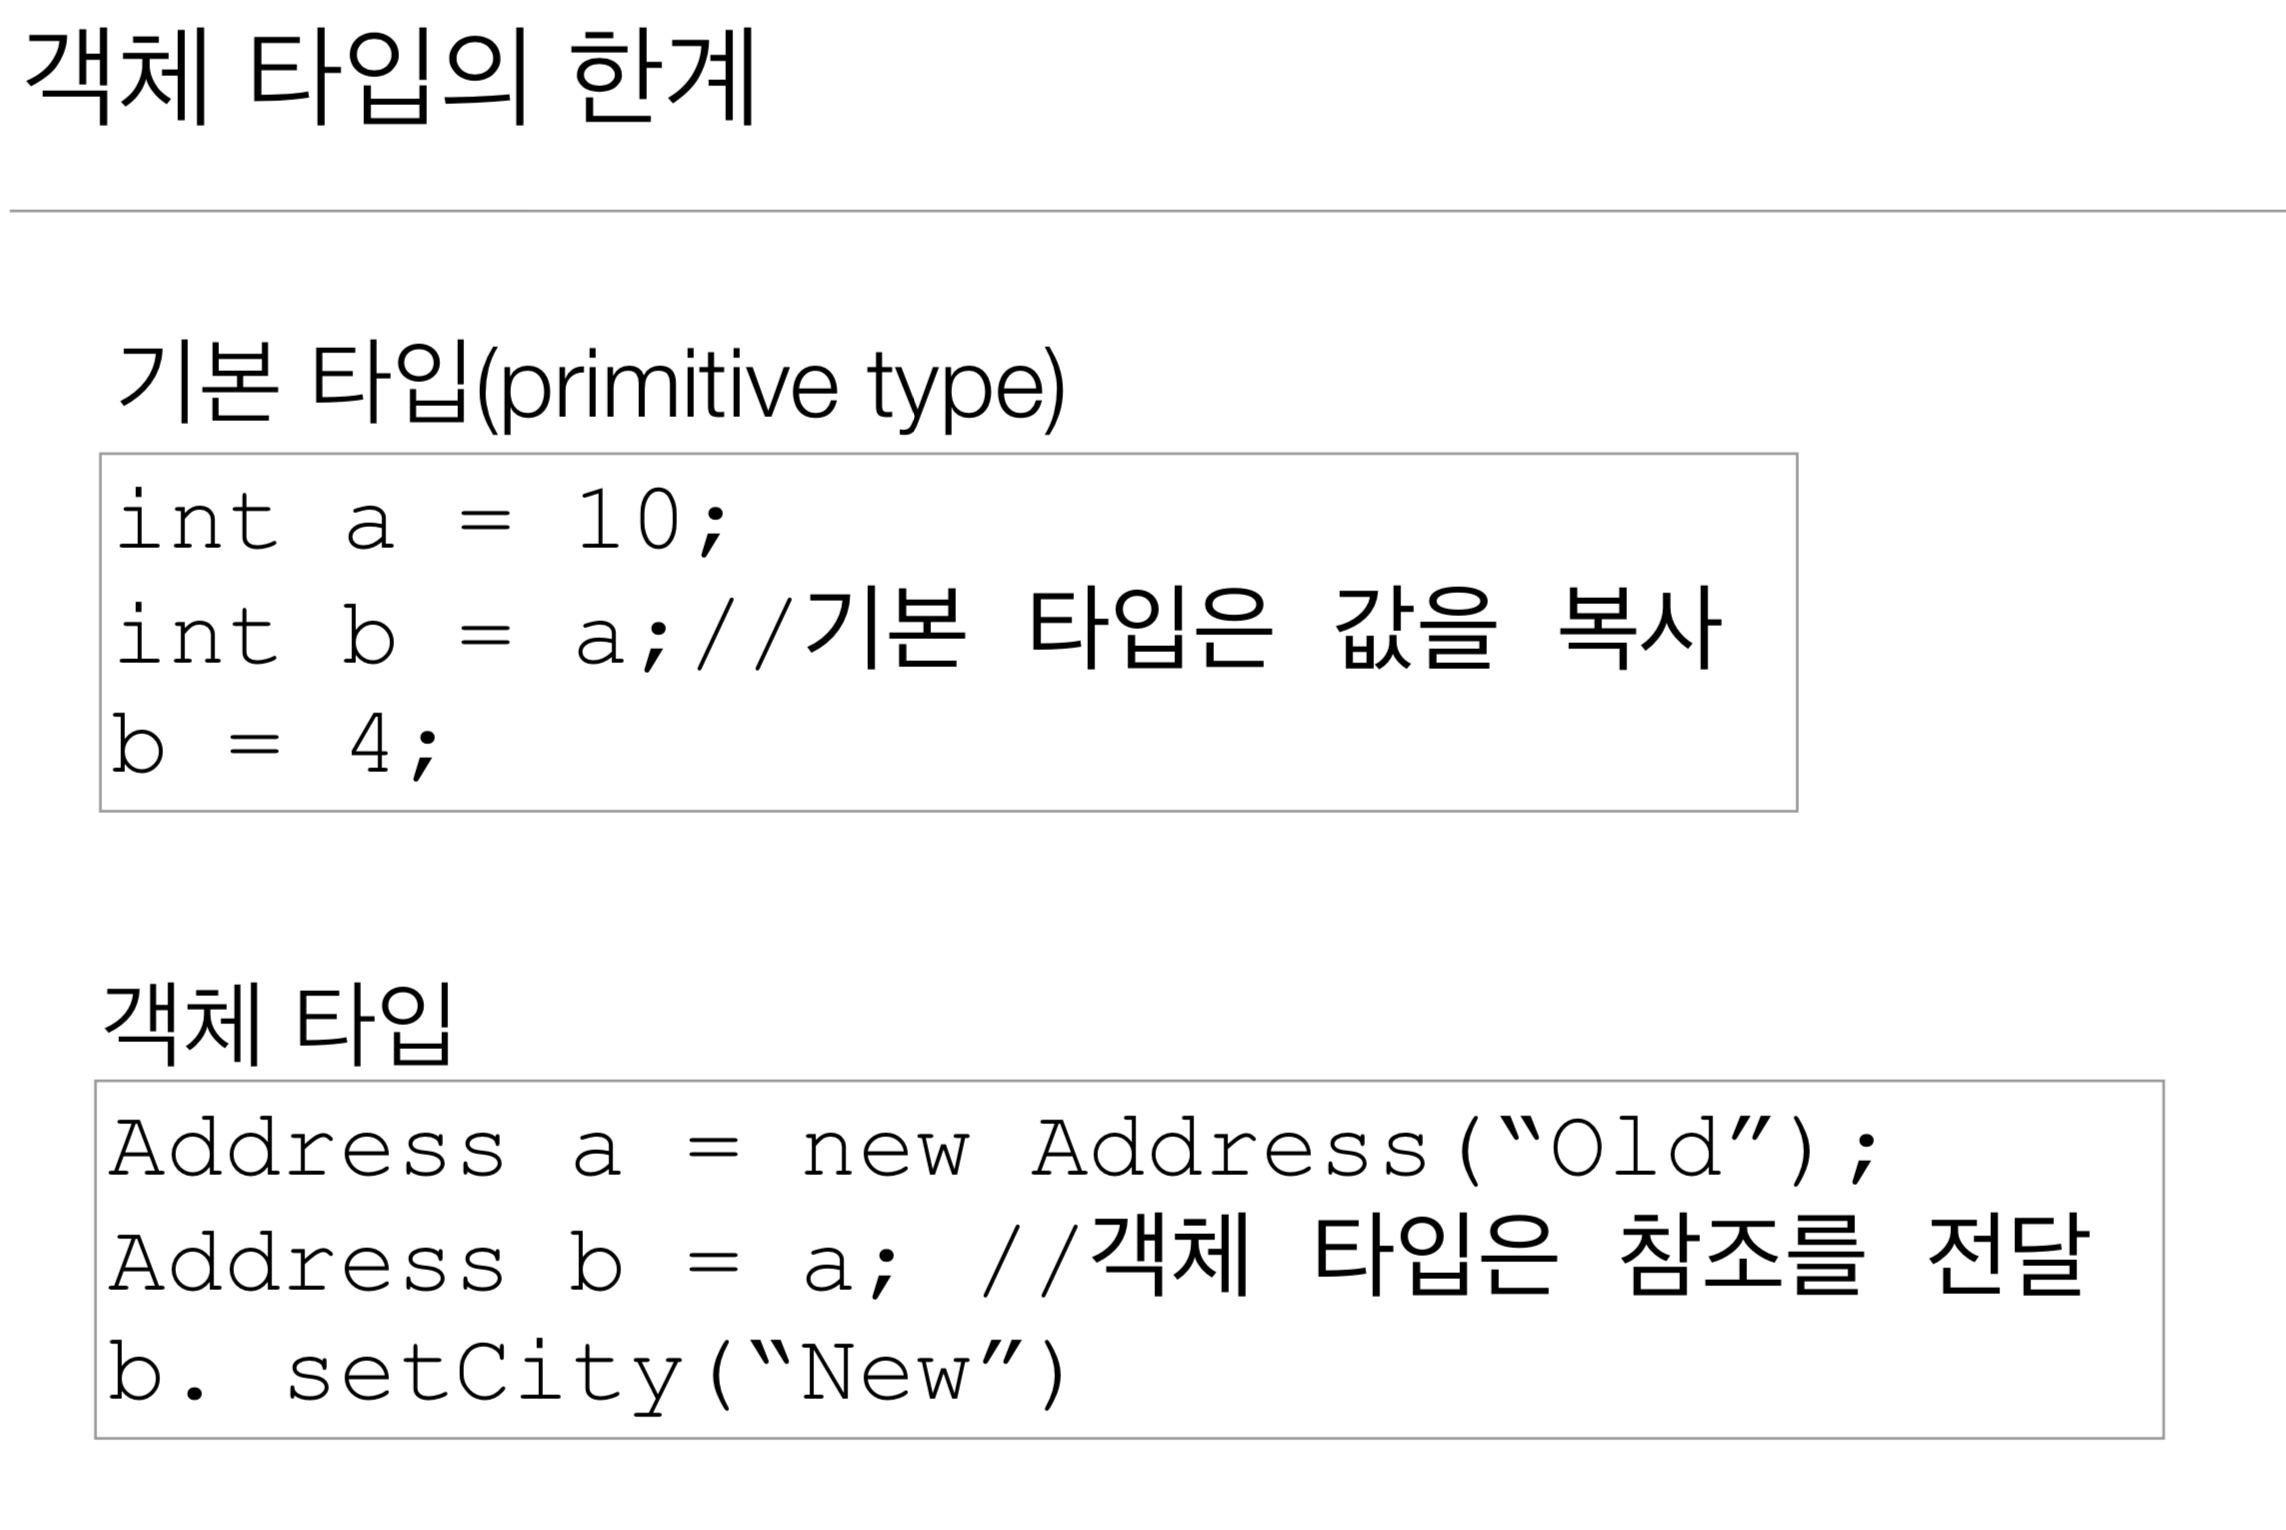 객체 타입의 한계
기본 타입(primitive type)
int a = 10;
int b = a;//기본 타입은 값을 복사
b = 4;
객체 타입
Address a = new Address(“Old”);
Address b = a; //객체 타입은 참조를 전달
b. setCity(“New”)